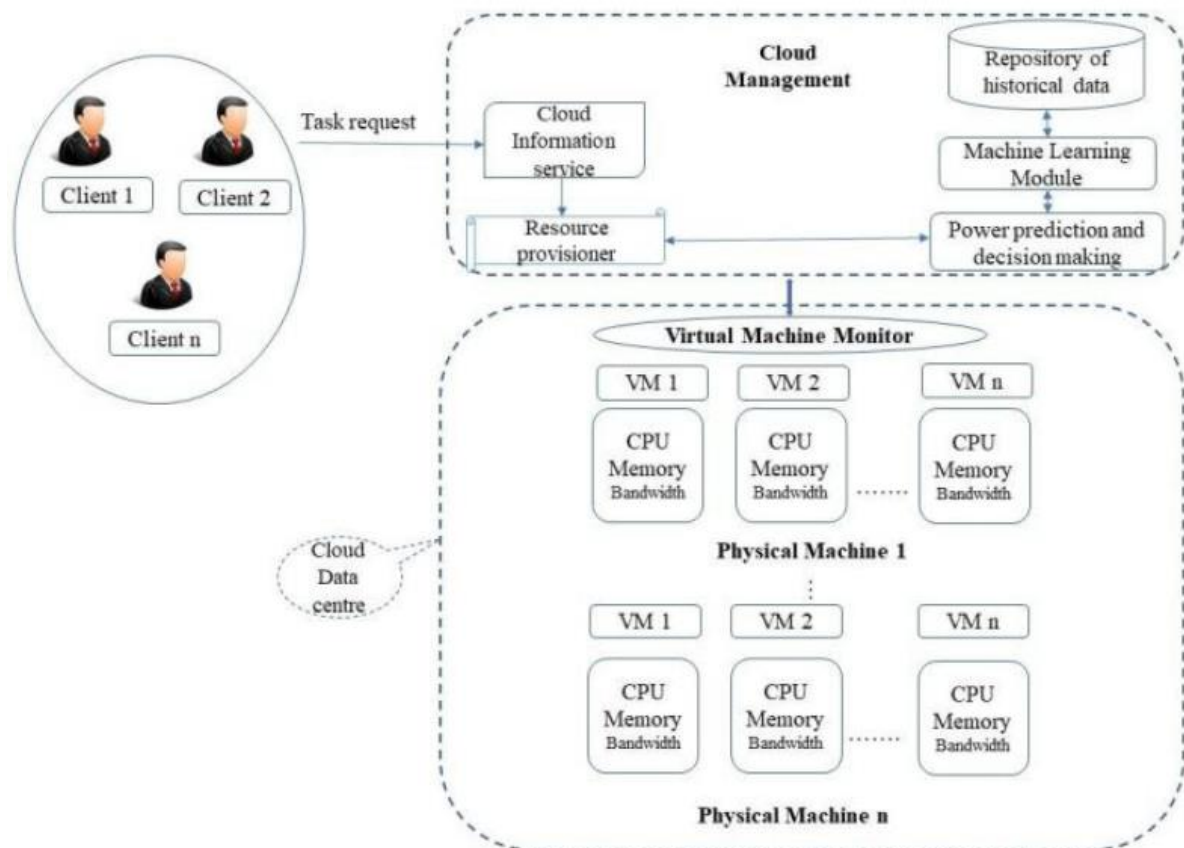 Client 1
Client 2
Client n
Task request
Cloud
Management
Repository of
historical data
Cloud
Information
service
Machine Learning
Module
Resource
provisioner
Power prediction and
decision making
Virtual Machine Monitor
VM 1
VM 2
VM n
CPU
Memory
Bandwidth
CPU
Memory
Bandwidth
.......
CPU
Memory
Bandwidth
Physical Machine 1
Cloud
Data
centre
VM 1
VM 2
VM n
CPU
Memory
Bandwidth
CPU
Memory
Bandwidth
.......
CPU
Memory
Bandwidth
Physical Machine n